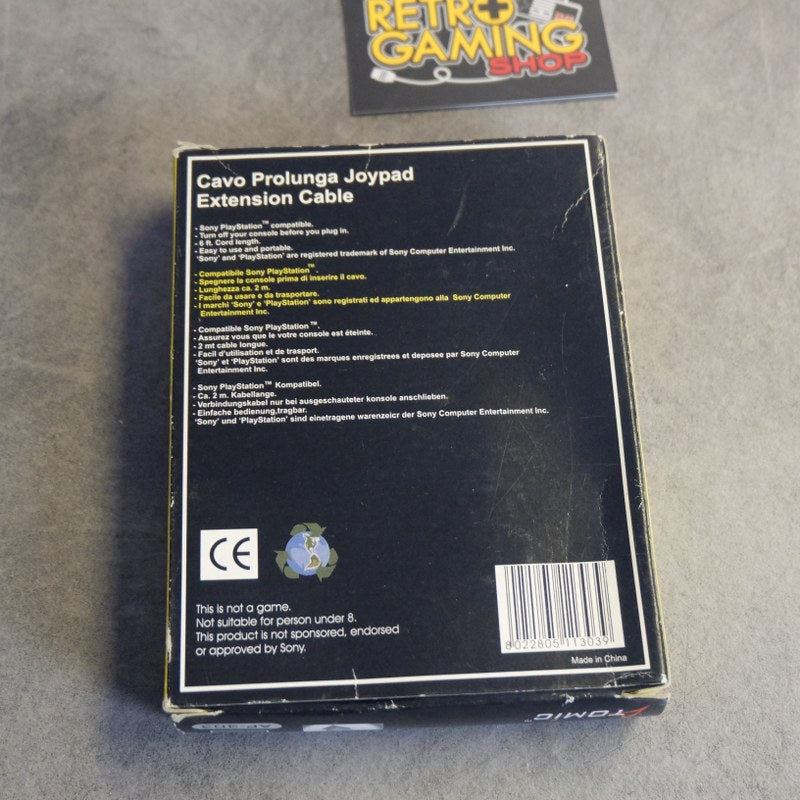 RETRO
GAMING
SHOP
Cavo Prolunga Joypad
Extension Cable
- Sony PlayStation™ compatible.
- Turn off your console before you plug in.
- 6 ft. Cord length.
- Easy to use and portable.
'Sony' and 'PlayStation' are registered trademark of Sony Computer Entertainment Inc.
- Compatibile Sony PlayStation™.
- Spegnere la console prima di inserire il cavo.
- Lunghezza ca. 2 m.
- Facile da usare e da trasportare.
- I marchi 'Sony' e 'PlayStation' sono registrati ed appartengono alla Sony Computer
Entertainment Inc.
- Compatible Sony PlayStation™.
- Assurez vous que le votre console est éteinte.
- 2 mt cable longue.
- Facil d'utilisation et de trasport.
'Sony' et 'PlayStation' sont des marques enregistrees et deposee par Sony Computer
Entertainment Inc.
- Sony PlayStation™ Kompatibel.
- Ca. 2 m. Kabellange.
- Verbindungskabel nur bei ausgeschauteter konsole anschlieben.
- Einfache bedienung,tragbar.
'Sony' und 'PlayStation' sind einetragene warenzeicr der Sony Computer Entertainment Inc.
CE
This is not a game.
Not suitable for person under 8.
This product is not sponsored, endorsed
or approved by Sony.
8022805 113039
Made in China
ATOMIC